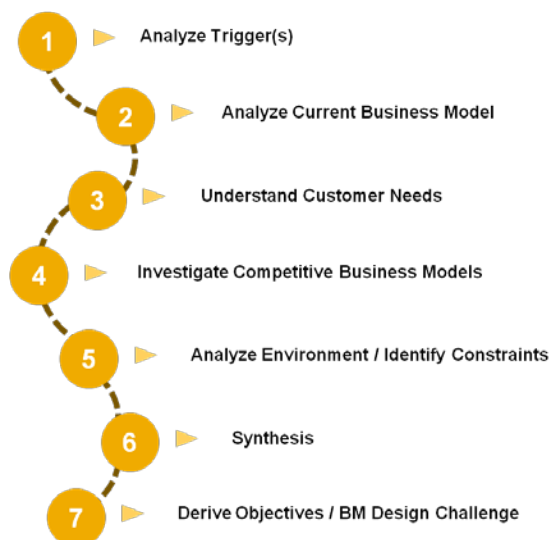 1 Analyze Trigger(s)
2 Analyze Current Business Model
3 Understand Customer Needs
4 Investigate Competitive Business Models
5 Analyze Environment / Identify Constraints
6 Synthesis
7 Derive Objectives / BM Design Challenge